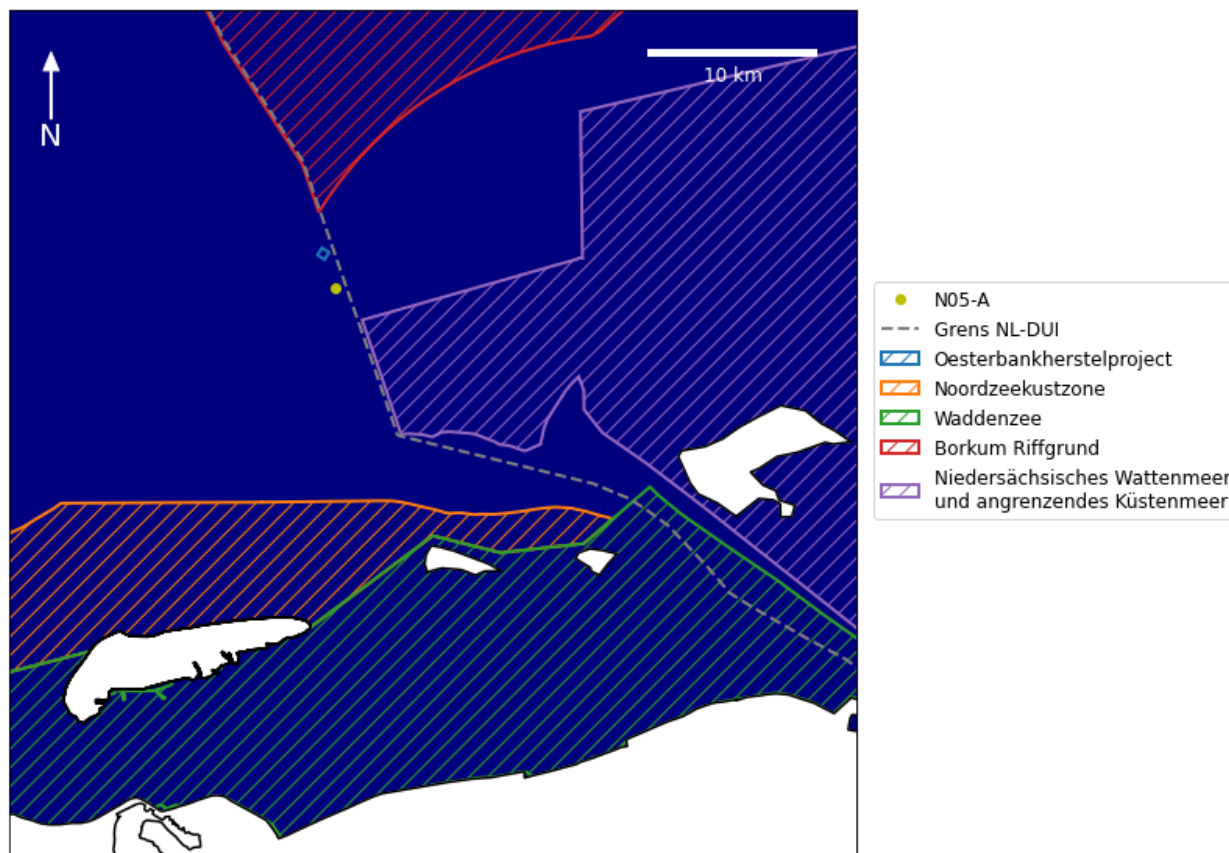 N
10 km
N05-A
Grens NL-DUI
Oesterbankherstelproject
Noordzeekustzone
Waddenzee
Borkum Riffgrund
Niedersächsisches Wattenmeer
und angrenzendes Küstenmeer